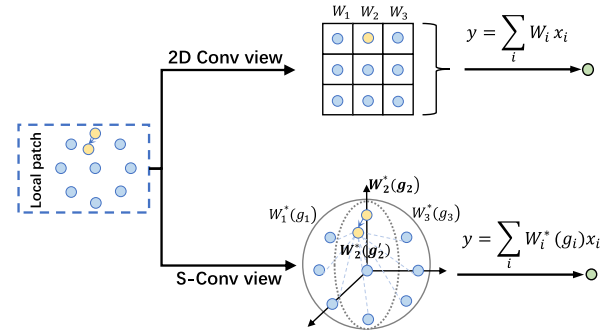 W₁ W₂ W₃
2D Conv view
y = ∑ᵢ Wᵢ xᵢ
Local patch
W₂*(g₂)
W₁*(g₁)
W₃*(g₃)
W₂*(g₂′)
S-Conv view
y = ∑ᵢ Wᵢ*(gᵢ)xᵢ